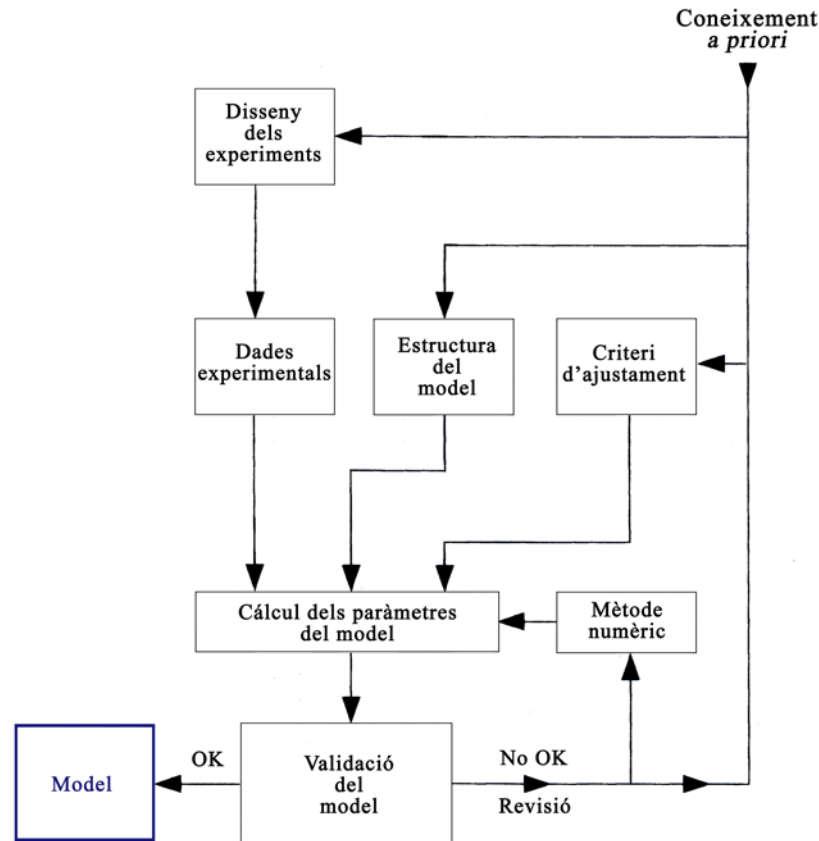 Coneixement
a priori
Disseny
dels
experiments
Dades
experimentals
Estructura
del
model
Criteri
d'ajustament
Cálcul dels paràmetres
del model
Mètode
numèric
Model
OK
Validació
del
model
No OK
Revisió